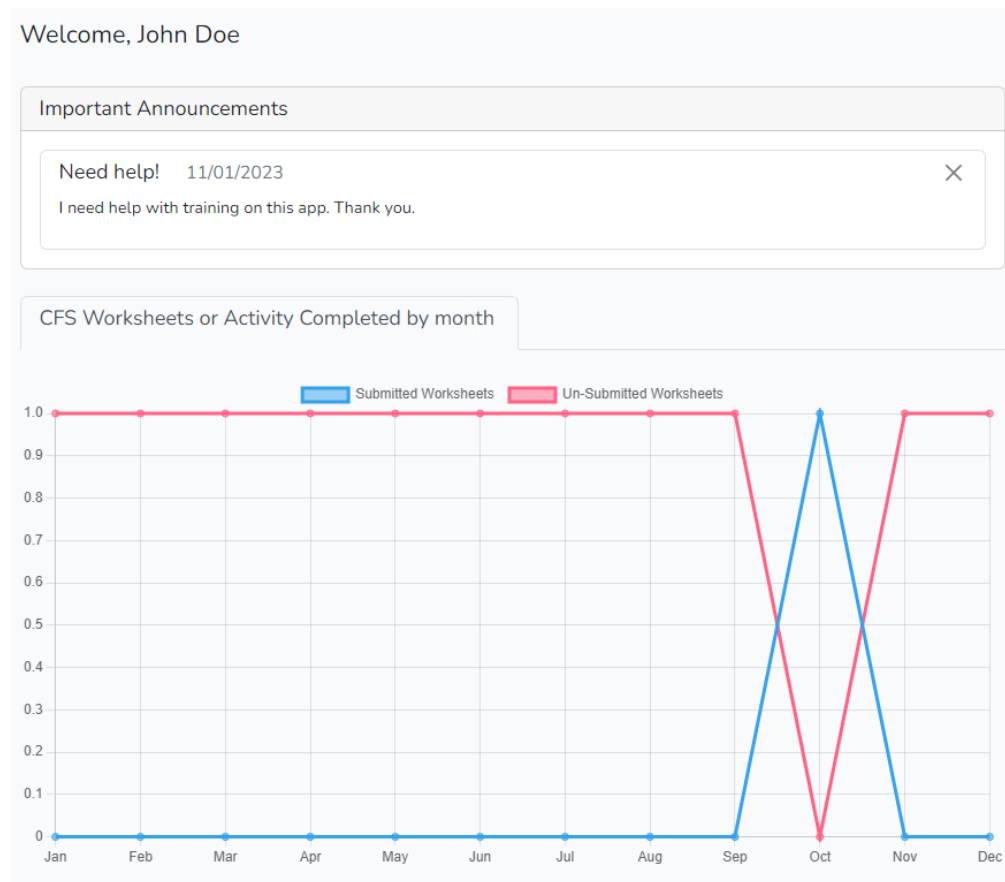 Welcome, John Doe
Important Announcements
Need help! 11/01/2023
I need help with training on this app. Thank you.
CFS Worksheets or Activity Completed by month
Submitted Worksheets Un-Submitted Worksheets
1.0
0.9
0.8
0.7
0.6
0.5
0.4
0.3
0.2
0.1
0
Jan Feb Mar Apr May Jun Jul Aug Sep Oct Nov Dec